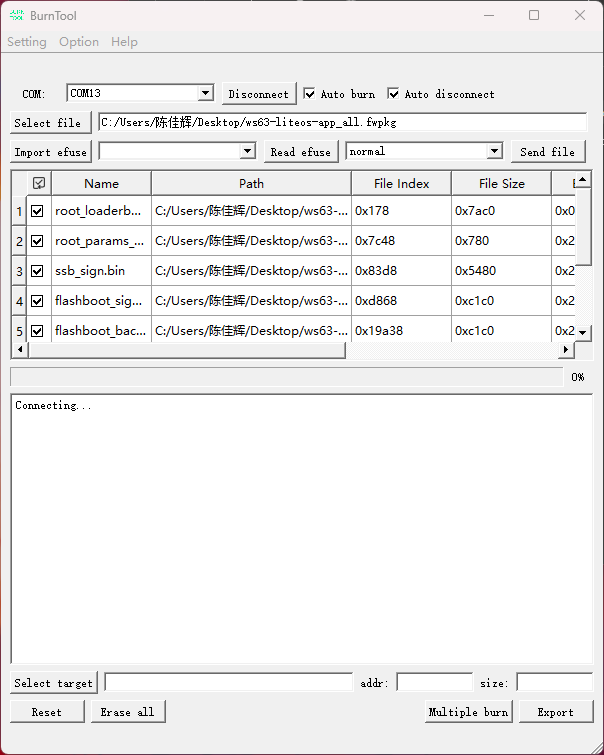 BurnTool
Setting Option Help
COM: COM13 Disconnect Auto burn Auto disconnect
Select file C:/Users/陈佳辉/Desktop/ws63-liteos-app_all.fwpkg
Import efuse Read efuse normal Send file
Name Path File Index File Size
1 root_loaderb... C:/Users/陈佳辉/Desktop/ws63-... 0x178 0x7ac0 0x0
2 root_params_... C:/Users/陈佳辉/Desktop/ws63-... 0x7c48 0x780 0x2
3 ssb_sign.bin C:/Users/陈佳辉/Desktop/ws63-... 0x83d8 0x5480 0x2
4 flashboot_sig... C:/Users/陈佳辉/Desktop/ws63-... 0xd868 0xc1c0 0x2
5 flashboot_bac... C:/Users/陈佳辉/Desktop/ws63-... 0x19a38 0xc1c0 0x2
0%
Connecting...
Select target addr: size:
Reset Erase all Multiple burn Export